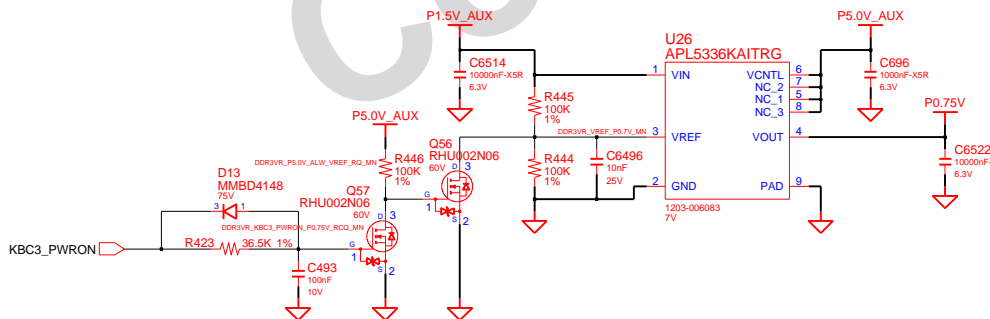 P1.5V_AUX
P5.0V_AUX
U26
APL5336KAITRG
C6514
10000nF-X5R
6.3V
1
VIN
VCNTL
6
NC_2
7
NC_1
5
NC_3
8
C696
1000nF-X5R
6.3V
R445
100K
1%
P0.75V
P5.0V_AUX
DDR3VR_VREF_P0.7V_MN
3
VREF
VOUT
4
Q56
RHU002N06
60V
3
D
G
1
S
2
DDR3VR_P5.0V_ALW_VREF_RQ_MN
R446
100K
1%
R444
100K
1%
C6496
10nF
25V
C6522
10000nF-X5R
6.3V
2
GND
PAD
9
1203-006083
7V
D13
MMBD4148
75V
3
1
Q57
RHU002N06
60V
3
D
G
1
S
2
DDR3VR_KBC3_PWRON_P0.75V_RCQ_MN
KBC3_PWRON
R423
36.5K
1%
C493
100nF
10V